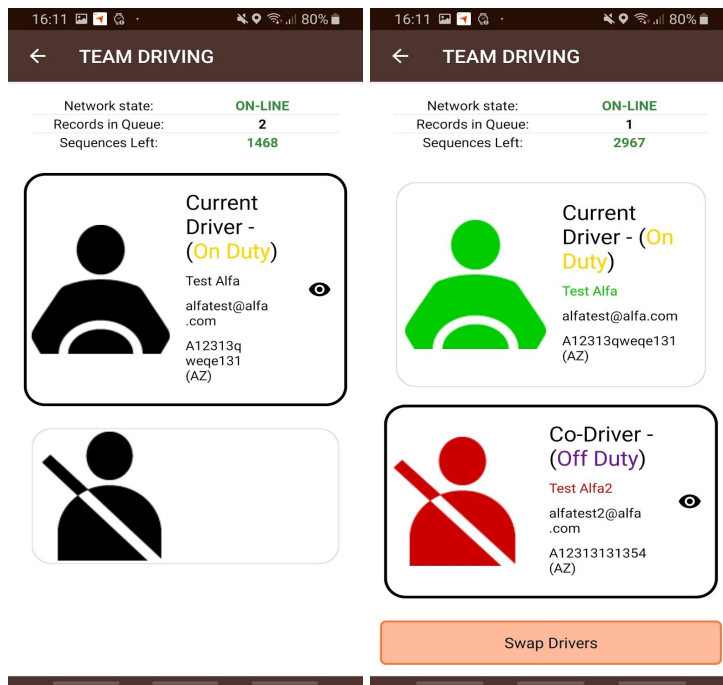 16:11 80%
TEAM DRIVING
Network state: ON-LINE
Records in Queue: 2
Sequences Left: 1468
Current
Driver -
(On Duty)
Test Alfa
alfatest@alfa
.com
A12313q
weqe131
(AZ)
16:11 80%
TEAM DRIVING
Network state: ON-LINE
Records in Queue: 1
Sequences Left: 2967
Current
Driver - (On
Duty)
Test Alfa
alfatest@alfa.com
A12313qweqe131
(AZ)
Co-Driver -
(Off Duty)
Test Alfa2
alfatest2@alfa
.com
A12313131354
(AZ)
Swap Drivers